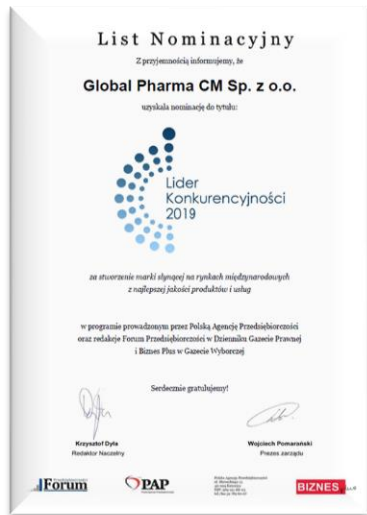 List Nominacyjny
Z przyjemnością informujemy, że
Global Pharma CM Sp. z o.o.
uzyskała nominację do tytułu:
Lider
Konkurencyjności
2019
za stworzenie marki słynącej na rynkach międzynarodowych
z najlepszej jakości produktów i usług
w programie prowadzonym przez Polską Agencję Przedsiębiorczości
oraz redakcje Forum Przedsiębiorczości w Dzienniku Gazecie Prawnej
i Biznes Plus w Gazecie Wyborczej
Serdecznie gratulujemy!
Krzysztof Dyła
Redaktor Naczelny
Wojciech Pomarański
Prezes zarządu
Forum
PAP
BIZNES